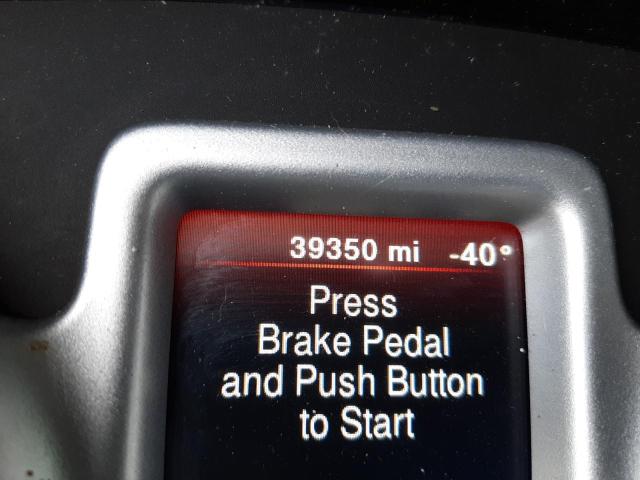 39350 mi -40°
Press
Brake Pedal
and Push Button
to Start